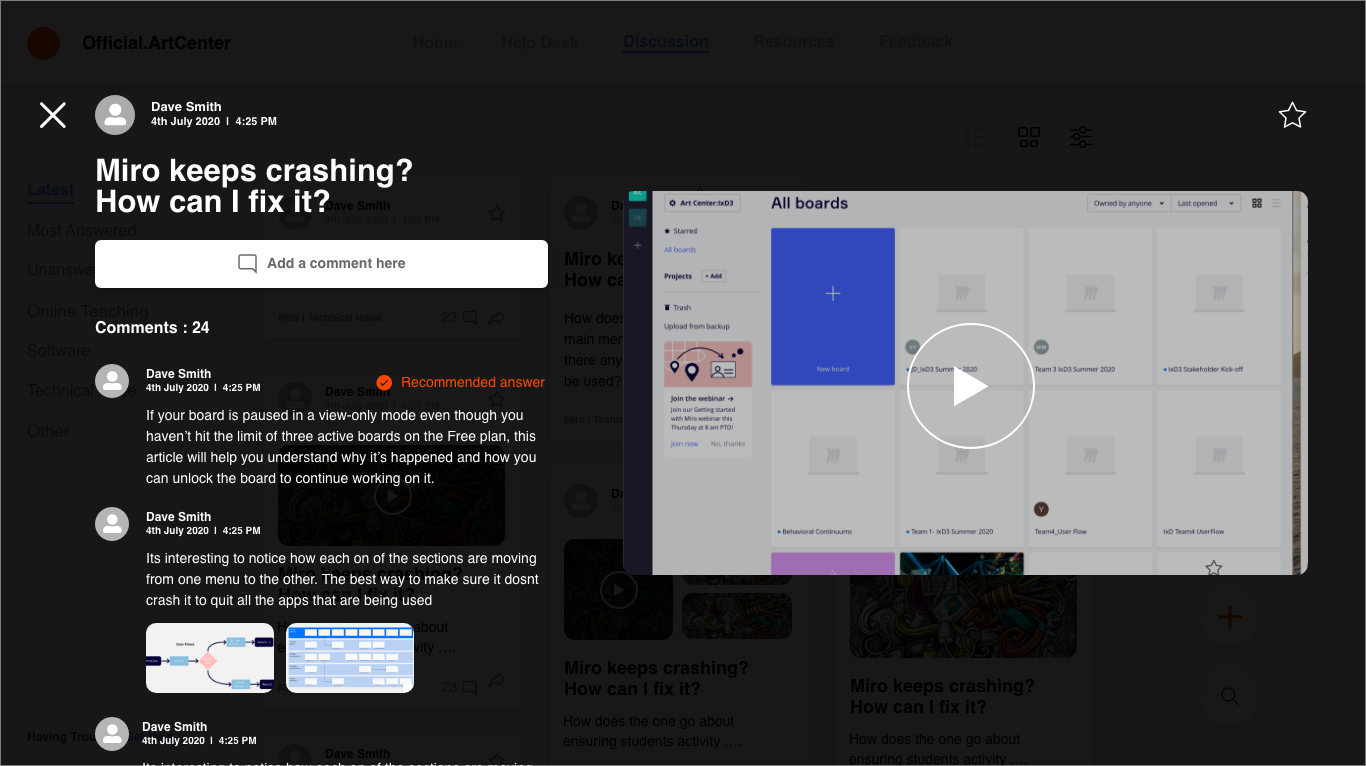 Official.ArtCenter
Home
Help Desk
Discussion
Resources
Feedback
Dave Smith
4th July 2020 I 4:25 PM
Miro keeps crashing?
How can I fix it?
Add a comment here
Comments : 24
Dave Smith
4th July 2020 I 4:25 PM
Recommended answer
If your board is paused in a view-only mode even though you
haven’t hit the limit of three active boards on the Free plan, this
article will help you understand why it’s happened and how you
can unlock the board to continue working on it.
Dave Smith
4th July 2020 I 4:25 PM
Its interesting to notice how each on of the sections are moving
from one menu to the other. The best way to make sure it dosnt
crash it to quit all the apps that are being used
Dave Smith
4th July 2020 I 4:25 PM
Latest
Most Answered
Online Teaching
Software
Other
Dave Smith
4th July 2020 I 4:25 PM
Miro I Technical Issue
23
23
Art Center:IxD3
All boards
Owned by anyone
Last opened
Starred
All boards
Projects
+ Add
Trash
Upload from backup
Join the webinar →
Join our Getting started
with Miro webinar this
Thursday at 8 am PTD!
Join now
No, thanks
New board
Team 3 IxD3 Summer 2020
IxD3 Stakeholder Kick-off
Behavioral Continuums
Team 1- IxD3 Summer 2020
Team4_User Flow
IxD Team4 UserFlow
Miro keeps crashing?
How can I fix it?
How does the one go about
ensuring students activity ....
Miro keeps crashing?
How can I fix it?
How does the one go about
ensuring students activity ....